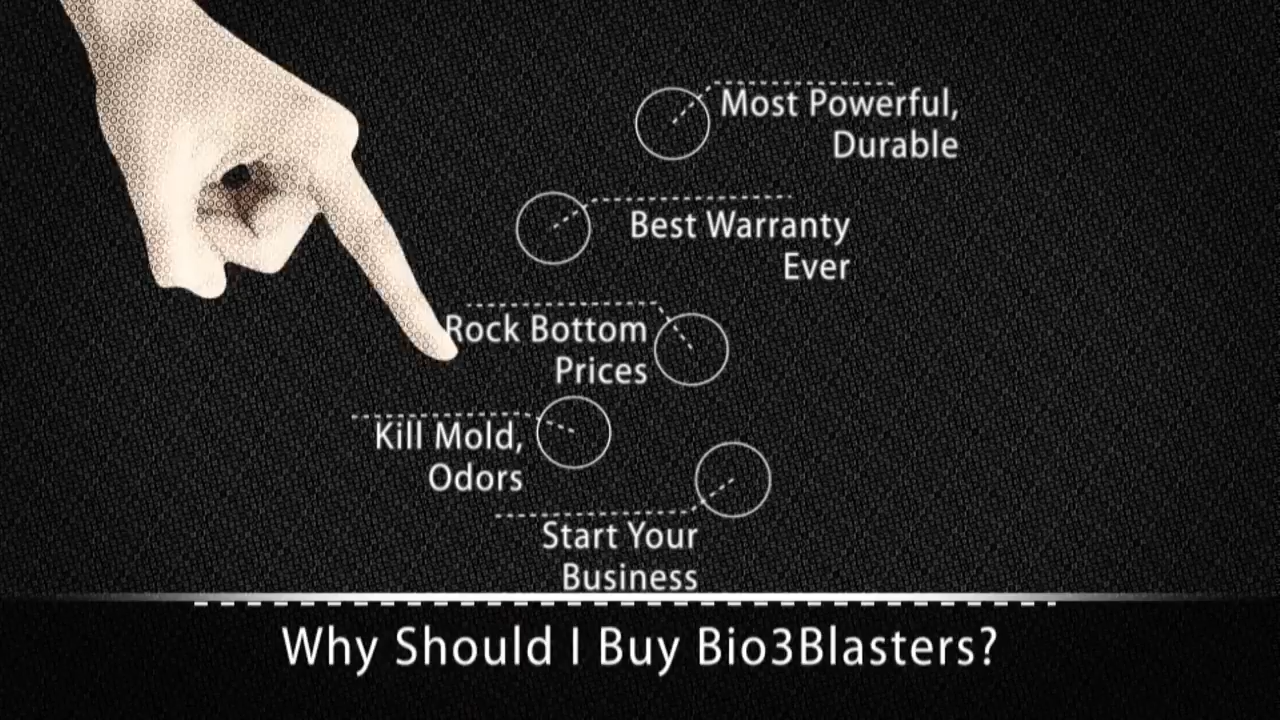 Most Powerful,
Durable
Best Warranty
Ever
Rock Bottom
Prices
Kill Mold,
Odors
Start Your
Business
Why Should I Buy Bio3Blasters?